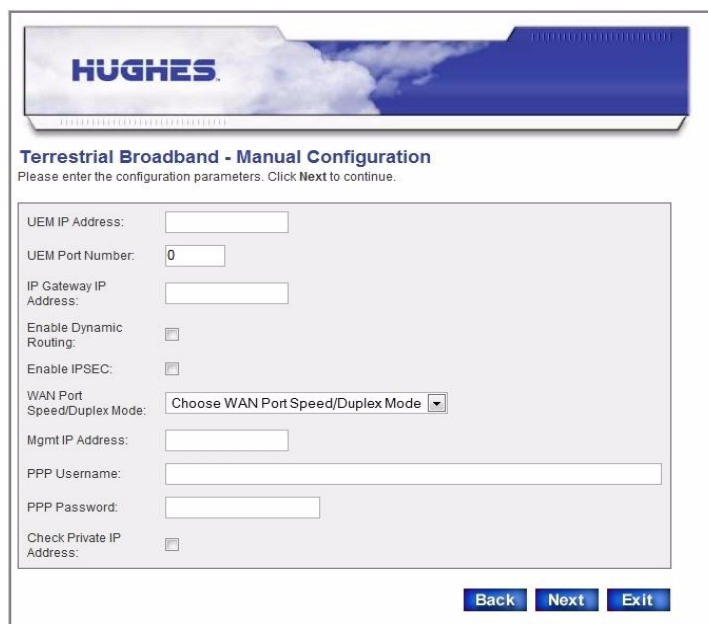 HUGHES
Terrestrial Broadband - Manual Configuration
Please enter the configuration parameters. Click Next to continue.
UEM IP Address:
UEM Port Number: 0
IP Gateway IP
Address:
Enable Dynamic
Routing:
Enable IPSEC:
WAN Port
Speed/Duplex Mode: Choose WAN Port Speed/Duplex Mode
Mgmt IP Address:
PPP Username:
PPP Password:
Check Private IP
Address:
Back Next Exit